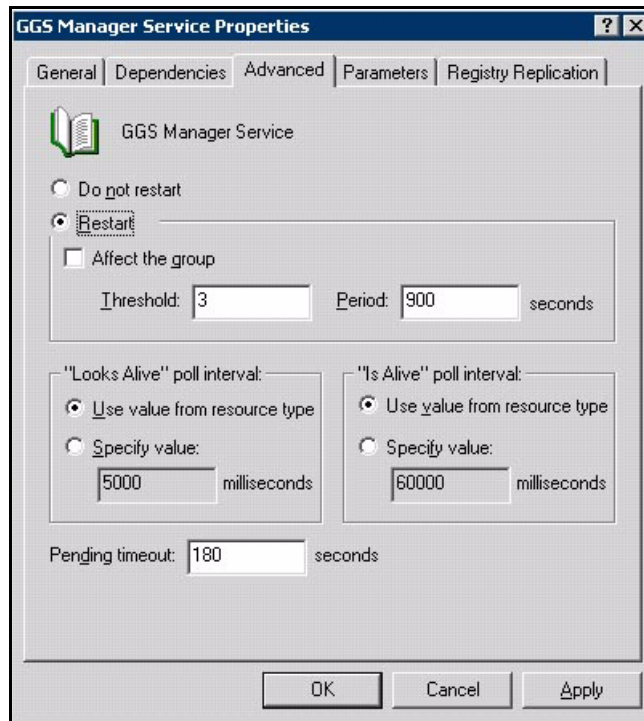 GGS Manager Service Properties
General Dependencies Advanced Parameters Registry Replication
GGS Manager Service
Do not restart
Restart
Affect the group
Threshold: 3 Period: 900 seconds
"Looks Alive" poll interval: "Is Alive" poll interval:
Use value from resource type Use value from resource type
Specify value: Specify value:
5000 milliseconds 60000 milliseconds
Pending timeout: 180 seconds
OK Cancel Apply